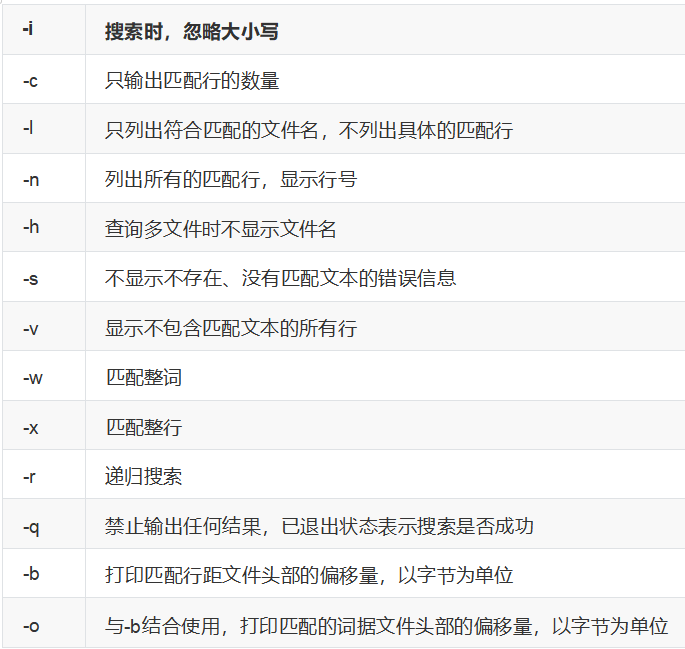 -i 搜索时，忽略大小写
-c 只输出匹配行的数量
-l 只列出符合匹配的文件名，不列出具体的匹配行
-n 列出所有的匹配行，显示行号
-h 查询多文件时不显示文件名
-s 不显示不存在、没有匹配文本的错误信息
-v 显示不包含匹配文本的所有行
-w 匹配整词
-x 匹配整行
-r 递归搜索
-q 禁止输出任何结果，已退出状态表示搜索是否成功
-b 打印匹配行距文件头部的偏移量，以字节为单位
-o 与-b结合使用，打印匹配的词据文件头部的偏移量，以字节为单位